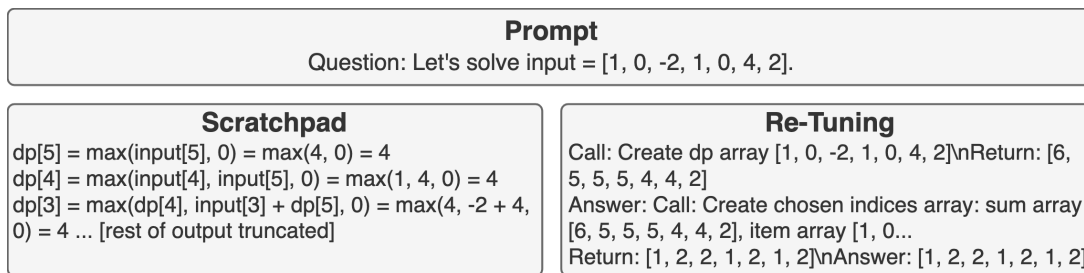 Prompt
Question: Let's solve input = [1, 0, -2, 1, 0, 4, 2].
Scratchpad
dp[5] = max(input[5], 0) = max(4, 0) = 4
dp[4] = max(input[4], input[5], 0) = max(1, 4, 0) = 4
dp[3] = max(dp[4], input[3] + dp[5], 0) = max(4, -2 + 4,
0) = 4 ... [rest of output truncated]
Re-Tuning
Call: Create dp array [1, 0, -2, 1, 0, 4, 2]\nReturn: [6,
5, 5, 5, 4, 4, 2]
Answer: Call: Create chosen indices array: sum array
[6, 5, 5, 5, 4, 4, 2], item array [1, 0...
Return: [1, 2, 2, 1, 2, 1, 2]\nAnswer: [1, 2, 2, 1, 2, 1, 2]